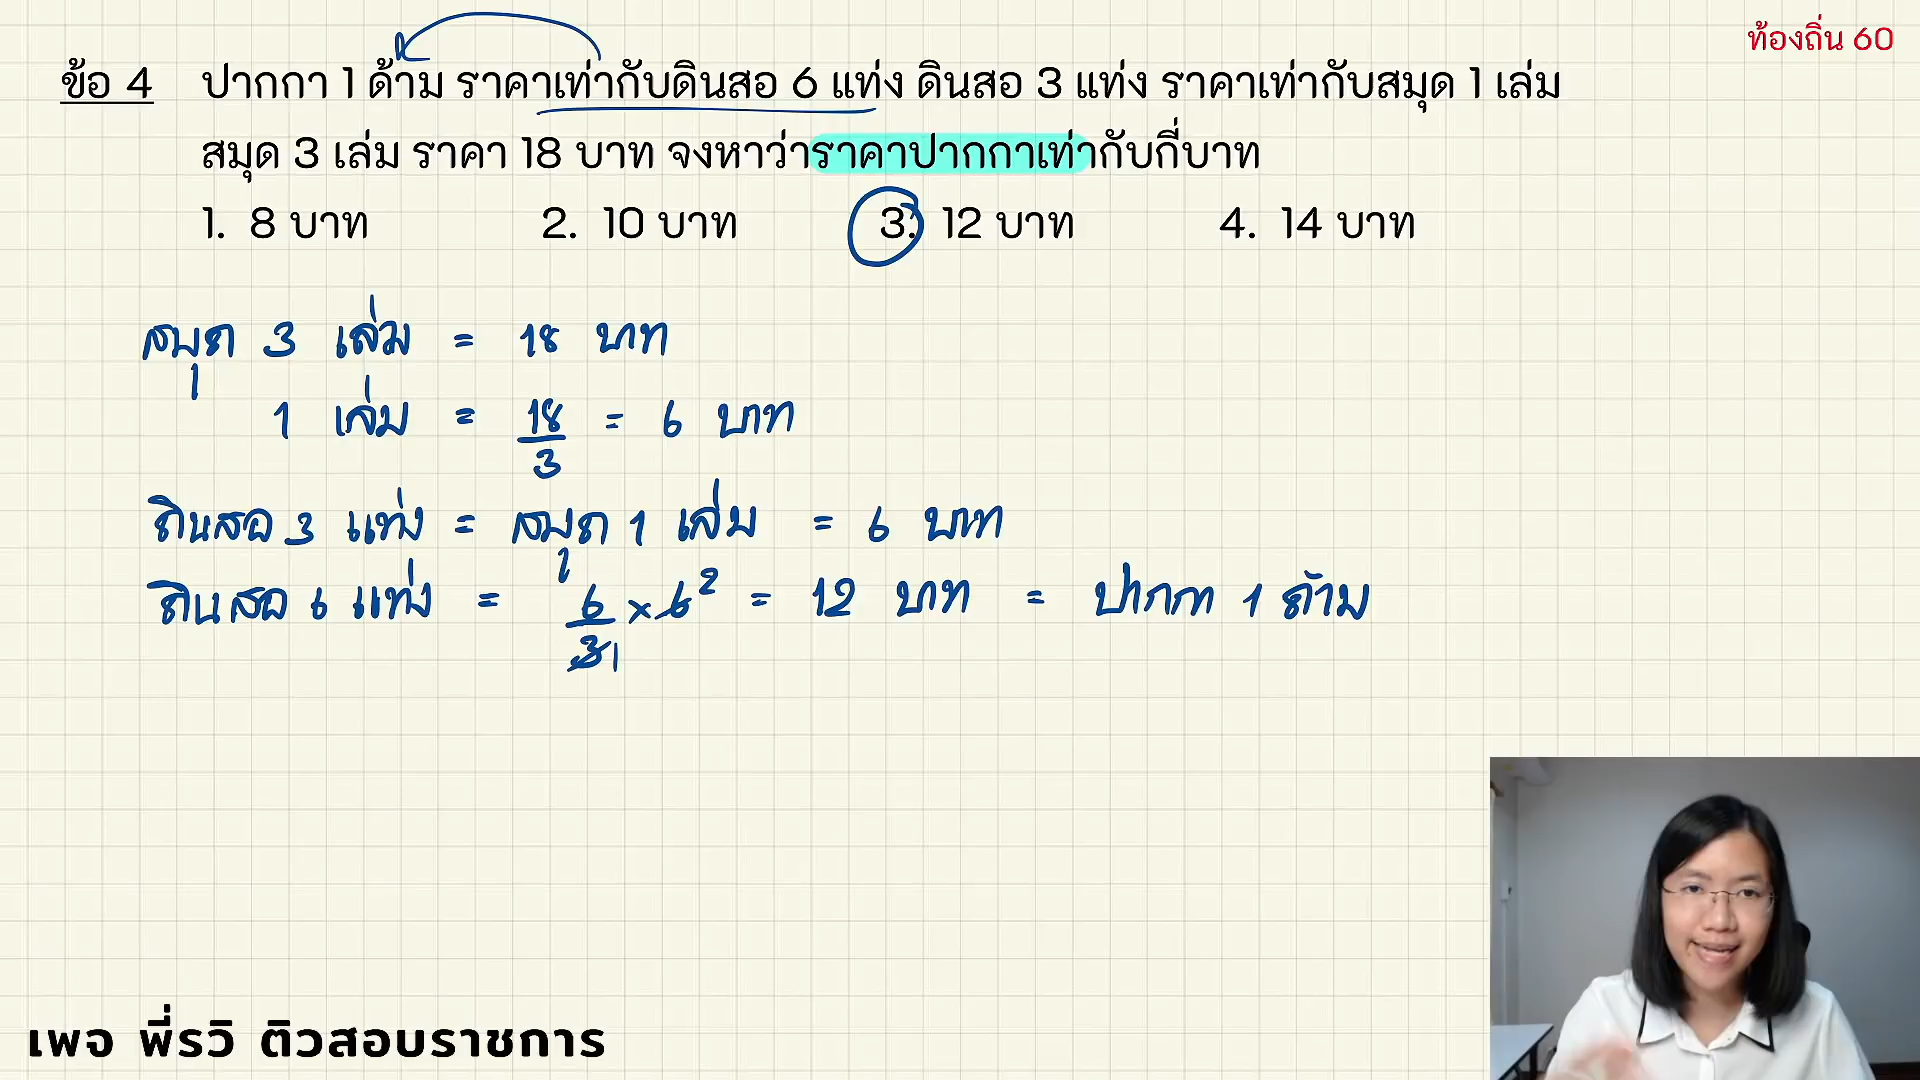 ท้องถิ่น 60
ข้อ 4 ปากกา 1 ด้าม ราคาเท่ากับดินสอ 6 แท่ง ดินสอ 3 แท่ง ราคาเท่ากับสมุด 1 เล่ม
สมุด 3 เล่ม ราคา 18 บาท จงหาว่าราคาปากกาเท่ากับกี่บาท
1. 8 บาท 2. 10 บาท 3. 12 บาท 4. 14 บาท
สมุด 3 เล่ม = 18 บาท
1 เล่ม = 18/3 = 6 บาท
ดินสอ 3 แท่ง = สมุด 1 เล่ม = 6 บาท
ดินสอ 6 แท่ง = 6/3 1 × 6 2 = 12 บาท = ปากกา 1 ด้าม
เพจ พี่รวิ ติวสอบราชการ